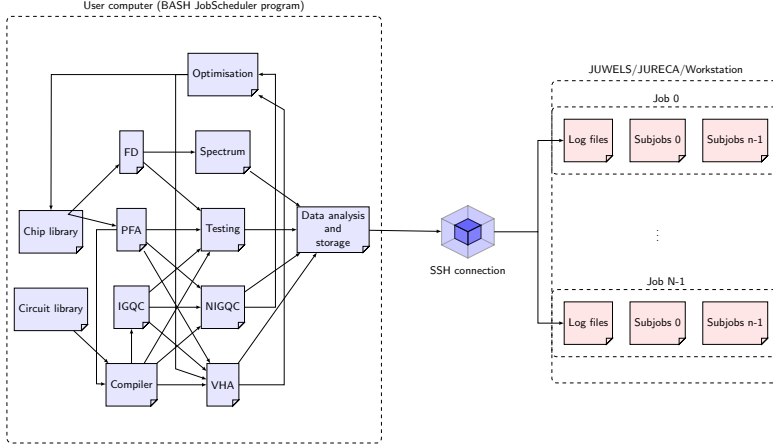 User computer (BASH JobScheduler program)
Optimisation
JUWELS/JURECA/Workstation
Job 0
FD
Spectrum
Log files
Subjobs 0
Subjobs n-1
Chip library
PFA
Testing
Data analysis
and
storage
SSH connection
Job N-1
Circuit library
IGQC
NIGQC
Log files
Subjobs 0
Subjobs n-1
Compiler
VHA